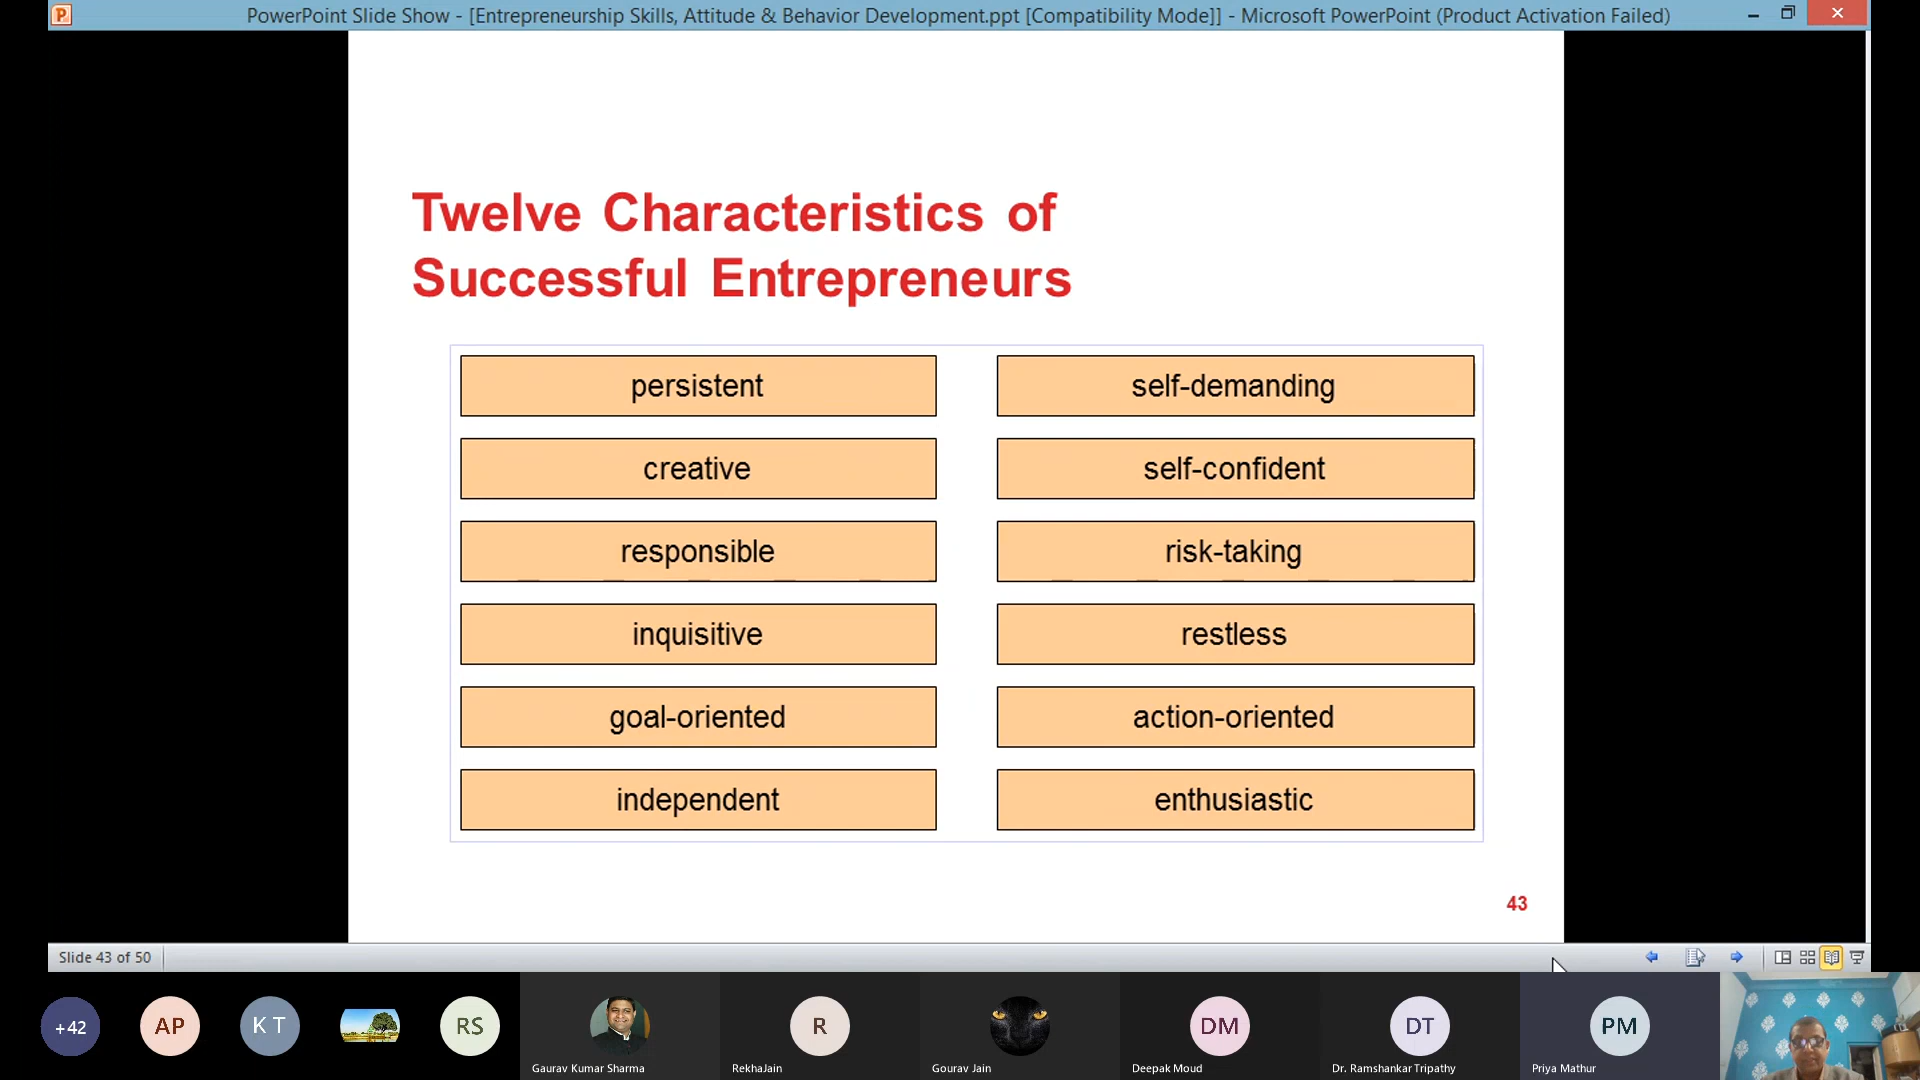 PowerPoint Slide Show - [Entrepreneurship Skills, Attitude & Behavior Development.ppt [Compatibility Mode]] - Microsoft PowerPoint (Product Activation Failed)
Twelve Characteristics of
Successful Entrepreneurs
persistent self-demanding
creative self-confident
responsible risk-taking
inquisitive restless
goal-oriented action-oriented
independent enthusiastic
43
Slide 43 of 50
+42 AP K T RS R DM DT PM
Gaurav Kumar Sharma RekhaJain Gourav Jain Deepak Moud Dr. Ramshankar Tripathy Priya Mathur